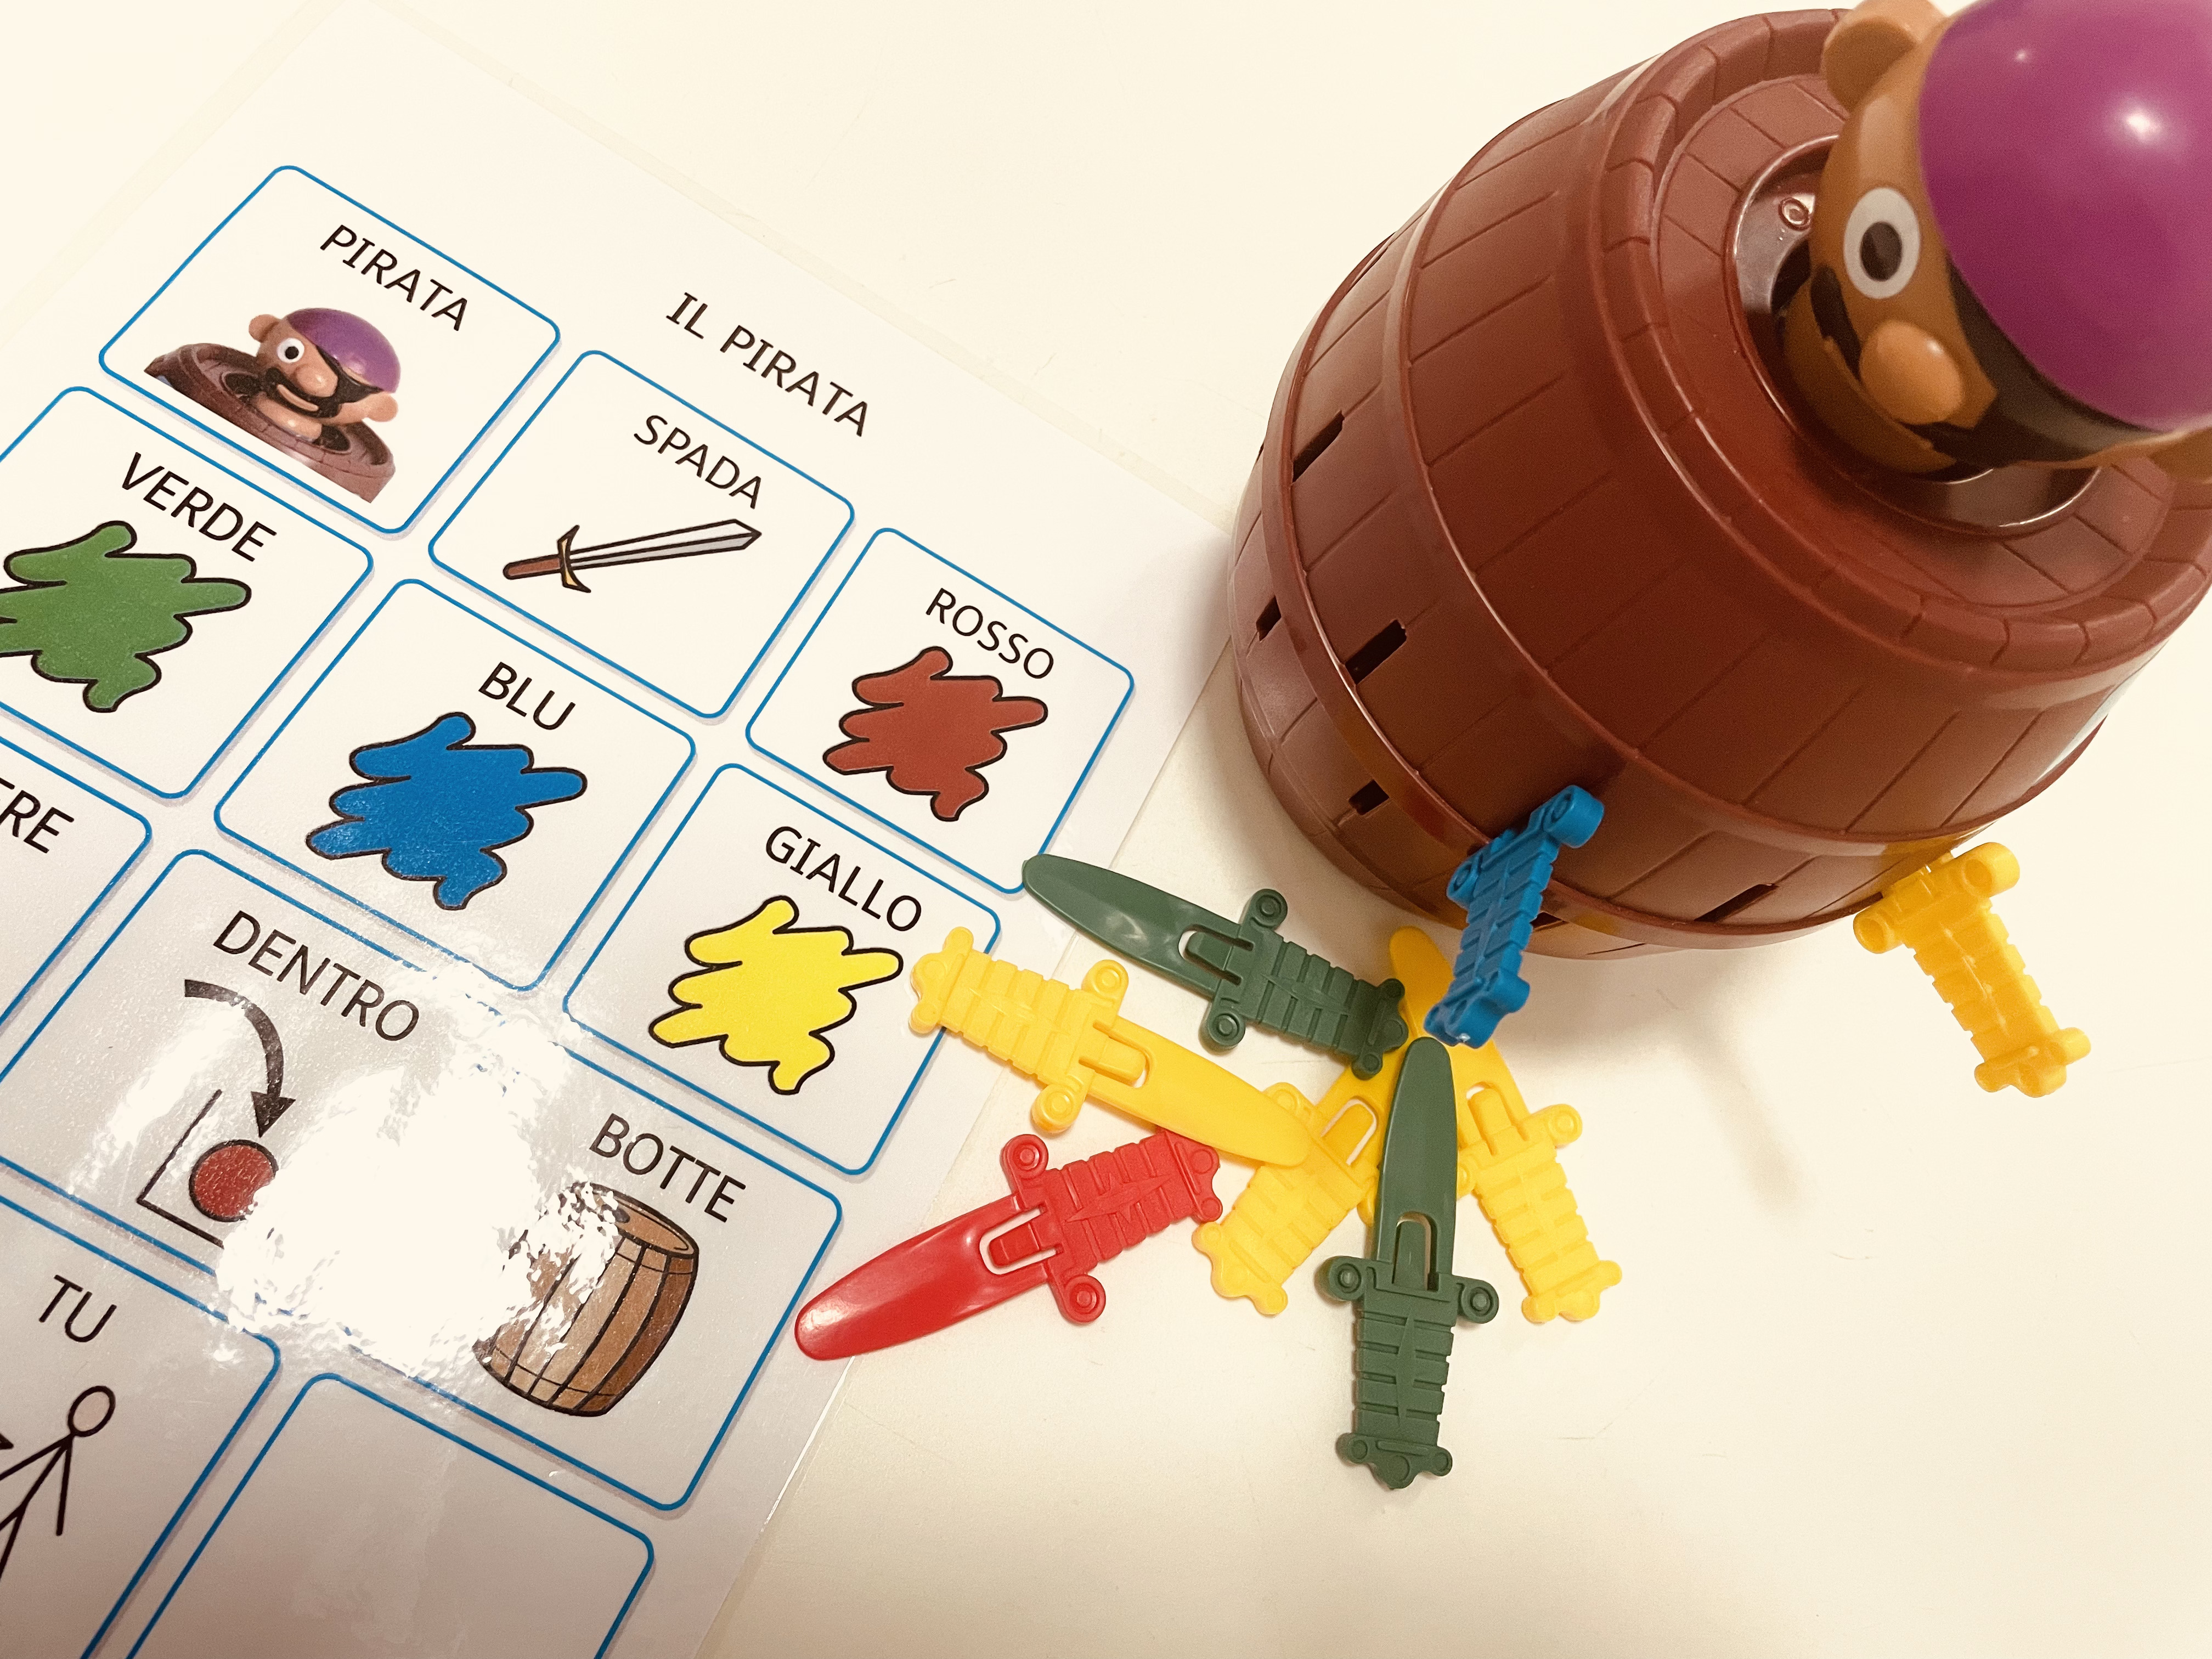 IL PIRATA
PIRATA
SPADA
ROSSO
VERDE
BLU
GIALLO
DENTRO
BOTTE
TU